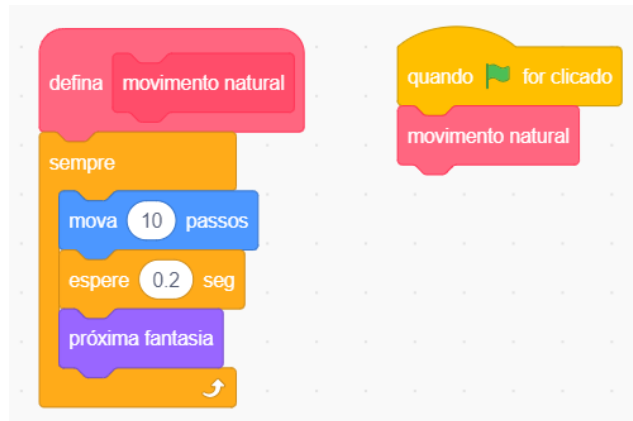 defina movimento natural
sempre
mova 10 passos
espere 0.2 seg
próxima fantasia
quando for clicado
movimento natural